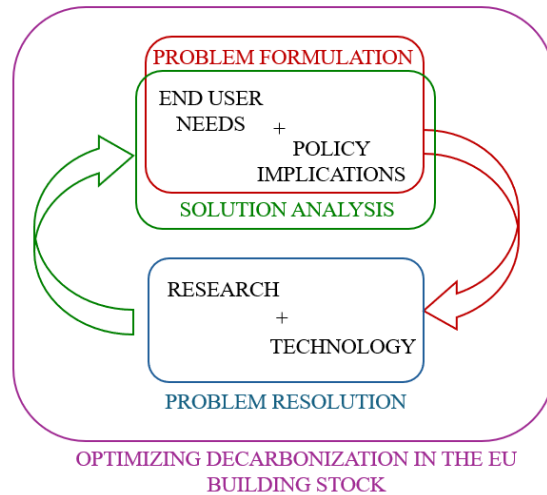 PROBLEM FORMULATION
END USER
NEEDS
+
POLICY
IMPLICATIONS
SOLUTION ANALYSIS
RESEARCH
+
TECHNOLOGY
PROBLEM RESOLUTION
OPTIMIZING DECARBONIZATION IN THE EU
BUILDING STOCK